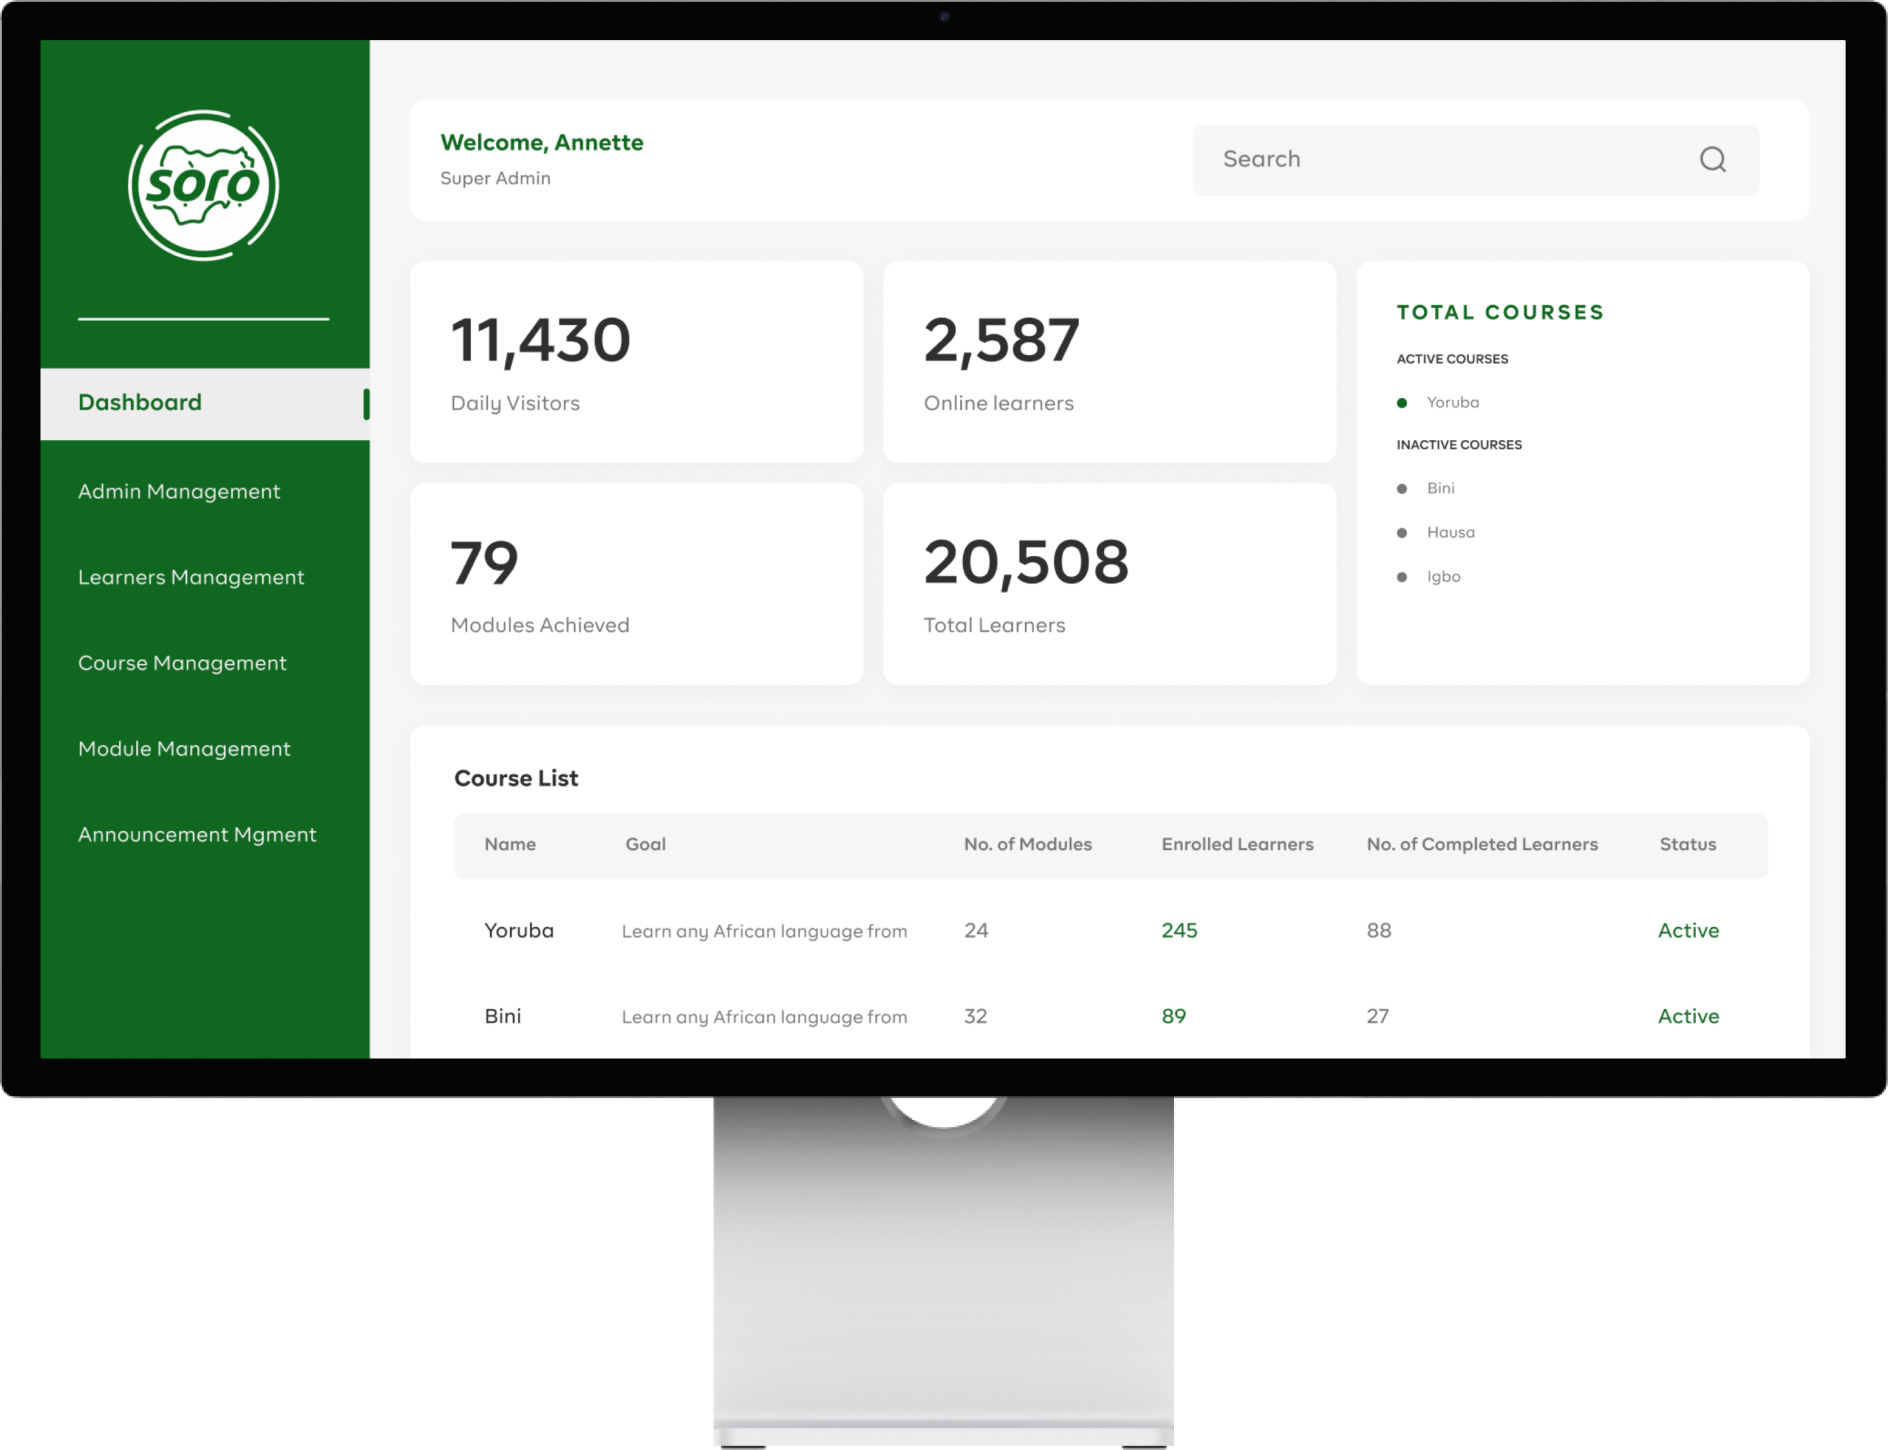 sọ̀rọ̀
Dashboard
Admin Management
Learners Management
Course Management
Module Management
Announcement Mgment
Welcome, Annette
Super Admin
Search
11,430
Daily Visitors
2,587
Online learners
79
Modules Achieved
20,508
Total Learners
TOTAL COURSES
ACTIVE COURSES
Yoruba
INACTIVE COURSES
Bini
Hausa
Igbo
Course List
Name Goal No. of Modules Enrolled Learners No. of Completed Learners Status
Yoruba Learn any African language from 24 245 88 Active
Bini Learn any African language from 32 89 27 Active